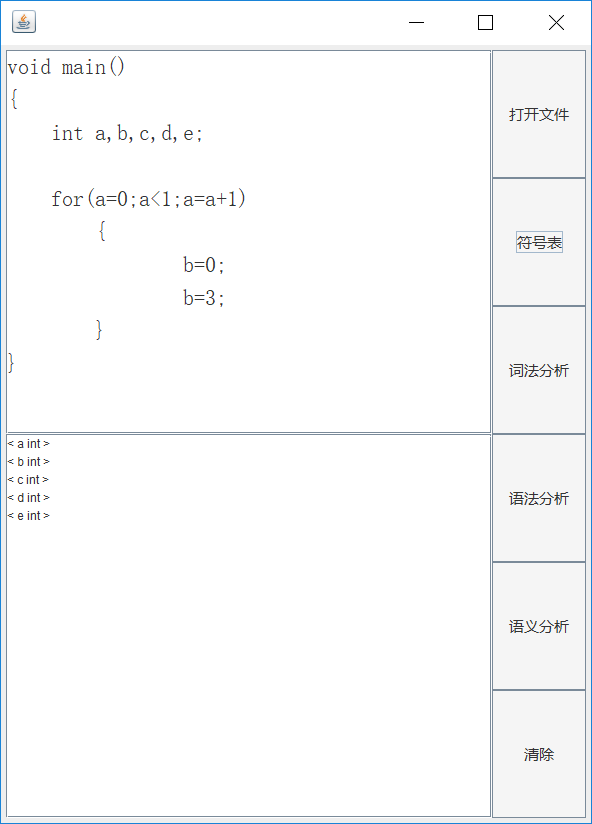 void main()
{
int a,b,c,d,e;
for(a=0;a<1;a=a+1)
{
b=0;
b=3;
}
}
< a int >
< b int >
< c int >
< d int >
< e int >
打开文件
符号表
词法分析
语法分析
语义分析
清除